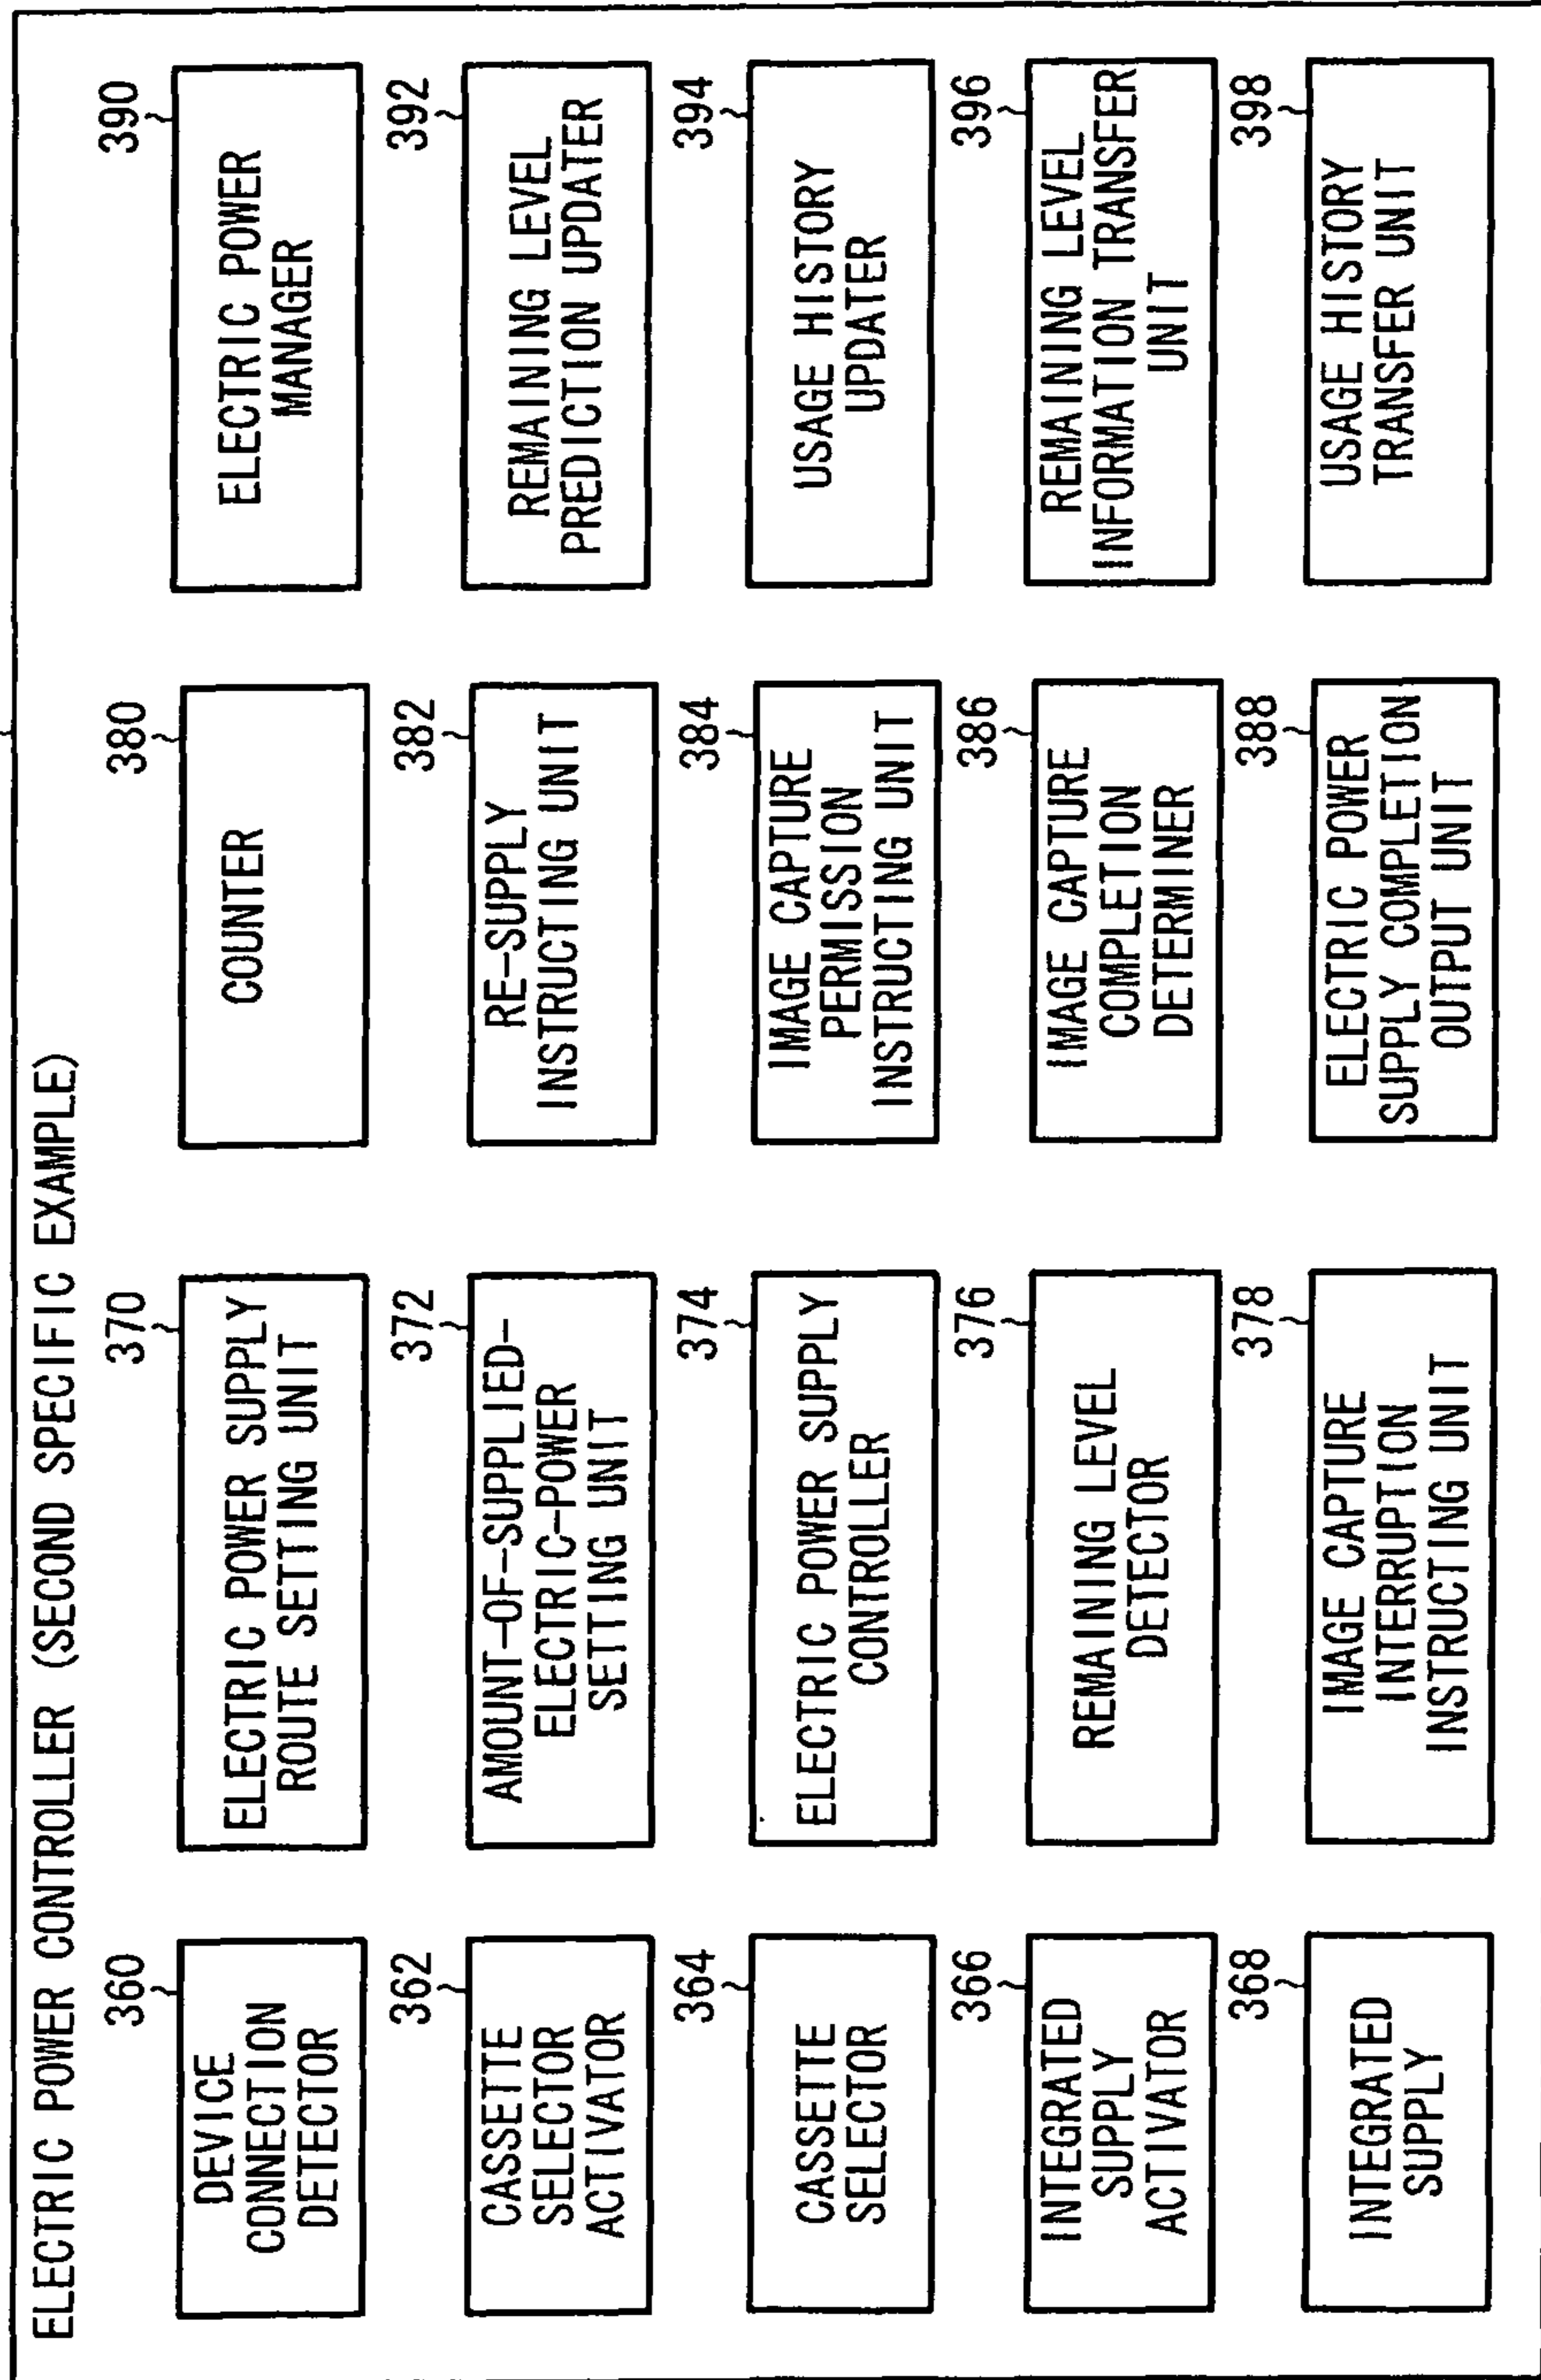 ELECTRIC POWER CONTROLLER (SECOND SPECIFIC EXAMPLE)
360
DEVICE
CONNECTION
DETECTOR
362
CASSETTE
SELECTOR
ACTIVATOR
364
CASSETTE
SELECTOR
366
INTEGRATED
SUPPLY
ACTIVATOR
368
INTEGRATED
SUPPLY
370
ELECTRIC POWER SUPPLY
ROUTE SETTING UNIT
372
AMOUNT-OF-SUPPLIED-
ELECTRIC-POWER
SETTING UNIT
374
ELECTRIC POWER SUPPLY
CONTROLLER
376
REMAINING LEVEL
DETECTOR
378
IMAGE CAPTURE
INTERRUPTION
INSTRUCTING UNIT
380
COUNTER
382
RE-SUPPLY
INSTRUCTING UNIT
384
IMAGE CAPTURE
PERMISSION
INSTRUCTING UNIT
386
IMAGE CAPTURE
COMPLETION
DETERMINER
388
ELECTRIC POWER
SUPPLY COMPLETION
OUTPUT UNIT
390
ELECTRIC POWER
MANAGER
392
REMAINING LEVEL
PREDICTION UPDATER
394
USAGE HISTORY
UPDATER
396
REMAINING LEVEL
INFORMATION TRANSFER
UNIT
398
USAGE HISTORY
TRANSFER UNIT